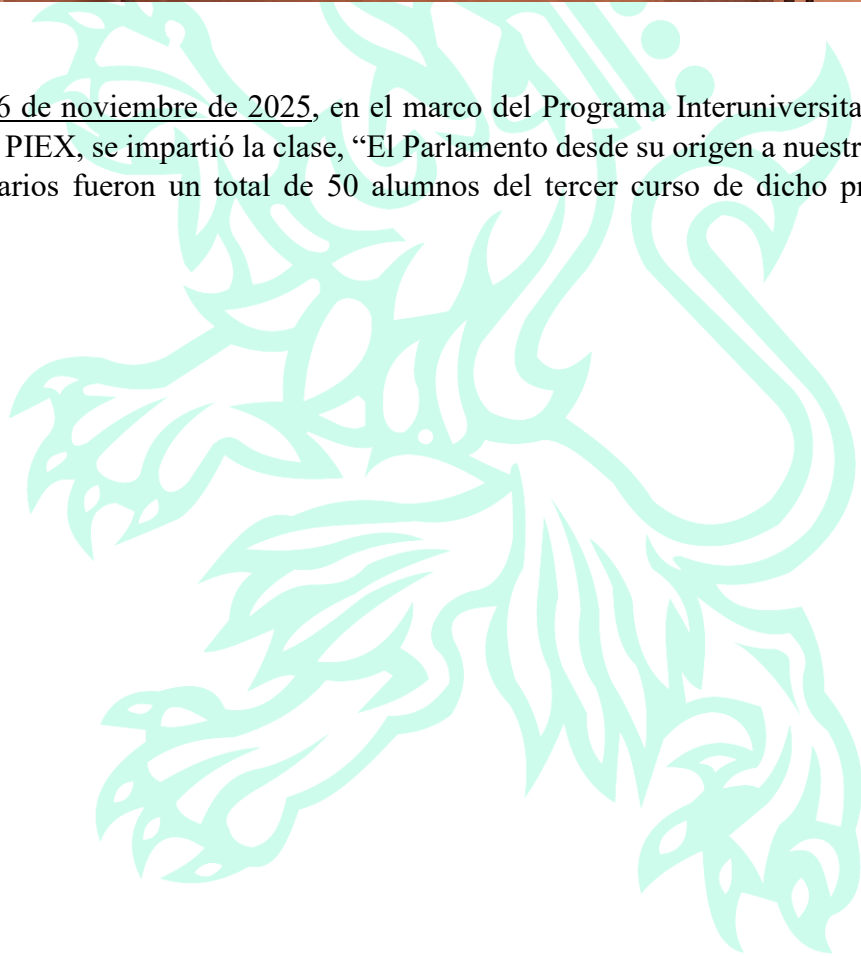 6 de noviembre de 2025, en el marco del Programa Interuniversita
PIEX, se impartió la clase, “El Parlamento desde su origen a nuestr
arios fueron un total de 50 alumnos del tercer curso de dicho pr